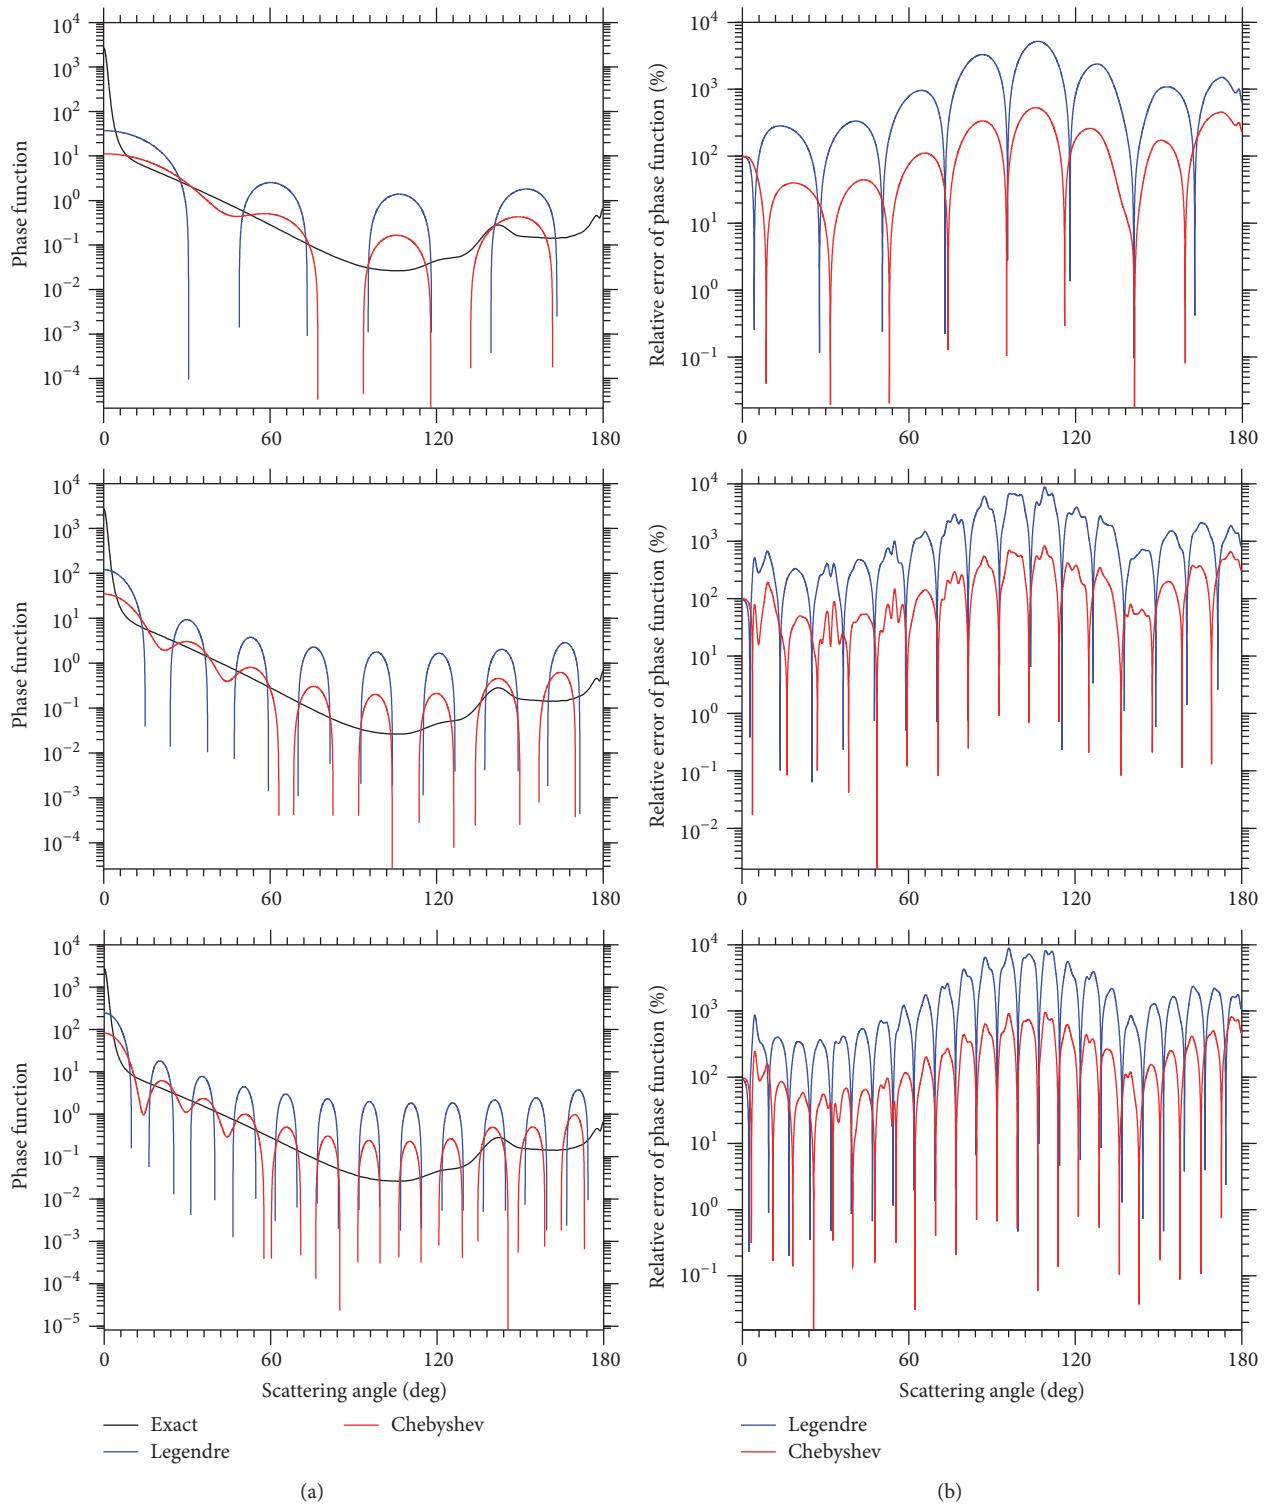 Phase function
10^4
10^3
10^2
10^1
10^0
10^−1
10^−2
10^−3
10^−4
0 60 120 180
Relative error of phase function (%)
10^4
10^3
10^2
10^1
10^0
10^−1
0 60 120 180
Phase function
10^4
10^3
10^2
10^1
10^0
10^−1
10^−2
10^−3
10^−4
0 60 120 180
Relative error of phase function (%)
10^4
10^3
10^2
10^1
10^0
10^−1
10^−2
0 60 120 180
Phase function
10^4
10^3
10^2
10^1
10^0
10^−1
10^−2
10^−3
10^−4
10^−5
0 60 120 180
Scattering angle (deg)
Exact
Legendre
Chebyshev
(a)
Relative error of phase function (%)
10^4
10^3
10^2
10^1
10^0
10^−1
0 60 120 180
Scattering angle (deg)
Legendre
Chebyshev
(b)